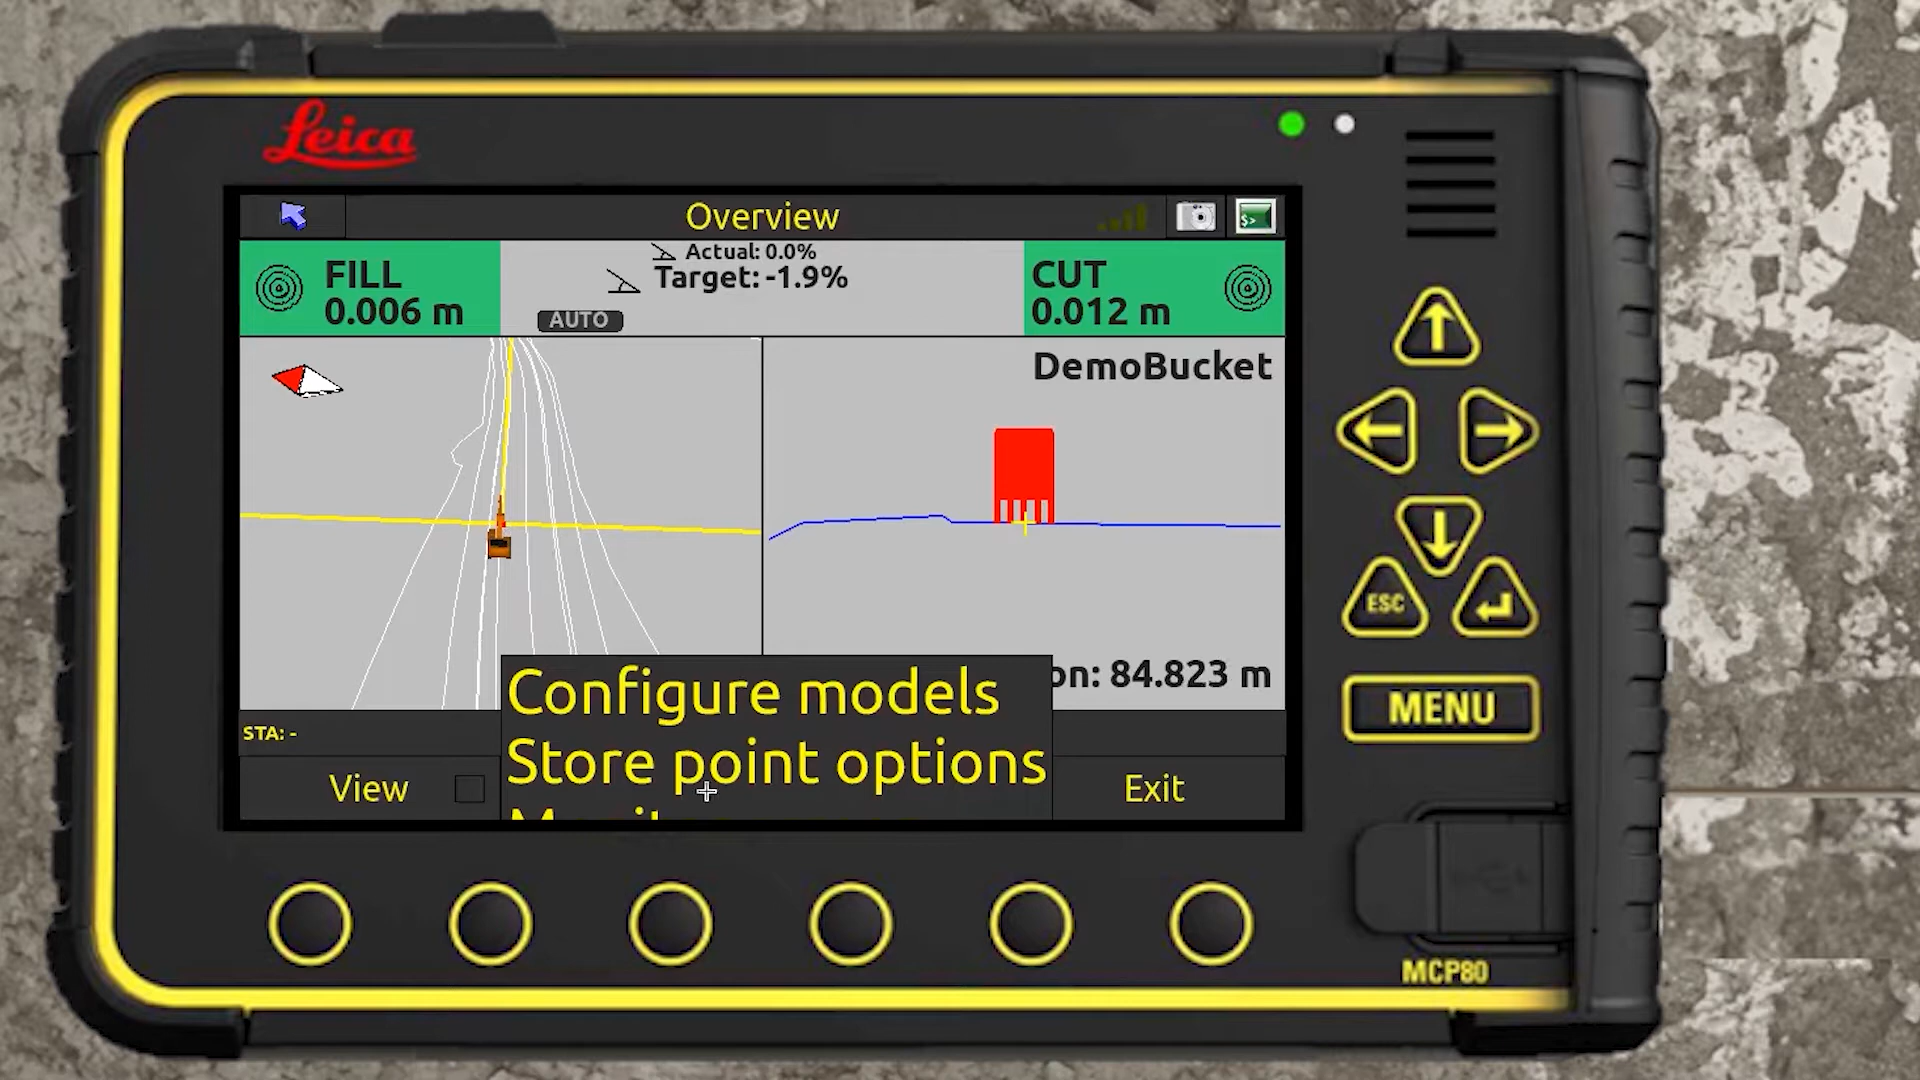 Leica
Overview
FILL
0.006 m
Actual: 0.0%
Target: -1.9%
AUTO
CUT
0.012 m
DemoBucket
on: 84.823 m
STA: -
Configure models
Store point options
View
Exit
ESC
MENU
MCP80